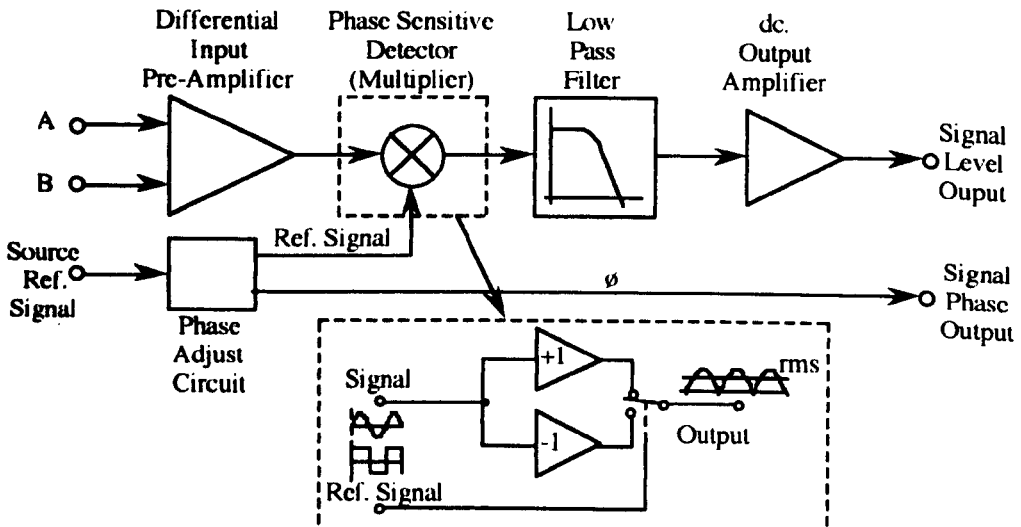 Differential
Input
Pre-Amplifier
Phase Sensitive
Detector
(Multiplier)
Low
Pass
Filter
dc.
Output
Amplifier
A
B
Signal
Level
Ouput
Source
Ref.
Signal
Ref. Signal
ø
Signal
Phase
Output
Phase
Adjust
Circuit
Signal
+1
-1
rms
Output
Ref. Signal